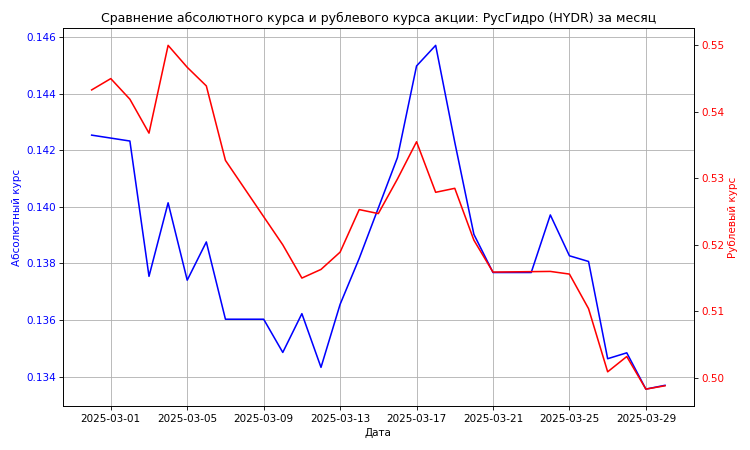 Сравнение абсолютного курса и рублевого курса акции: РусГидро (HYDR) за месяц
0.146
0.144
0.142
0.140
0.138
0.136
0.134
Абсолютный курс
0.55
0.54
0.53
0.52
0.51
0.50
Рублевый курс
2025-03-01 2025-03-05 2025-03-09 2025-03-13 2025-03-17 2025-03-21 2025-03-25 2025-03-29
Дата